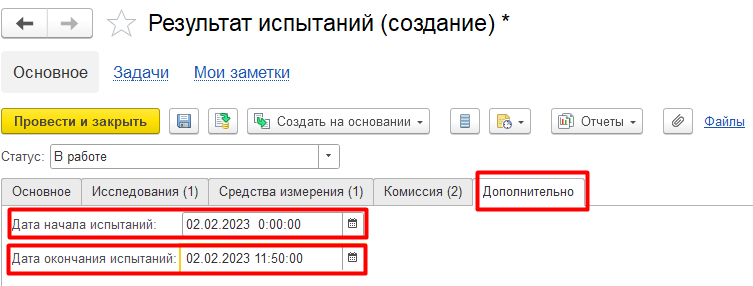 Результат испытаний (создание) *
Основное Задачи Мои заметки
Провести и закрыть Создать на основании Отчеты Файлы
Статус: В работе
Основное Исследования (1) Средства измерения (1) Комиссия (2) Дополнительно
Дата начала испытаний: 02.02.2023 0:00:00
Дата окончания испытаний: 02.02.2023 11:50:00